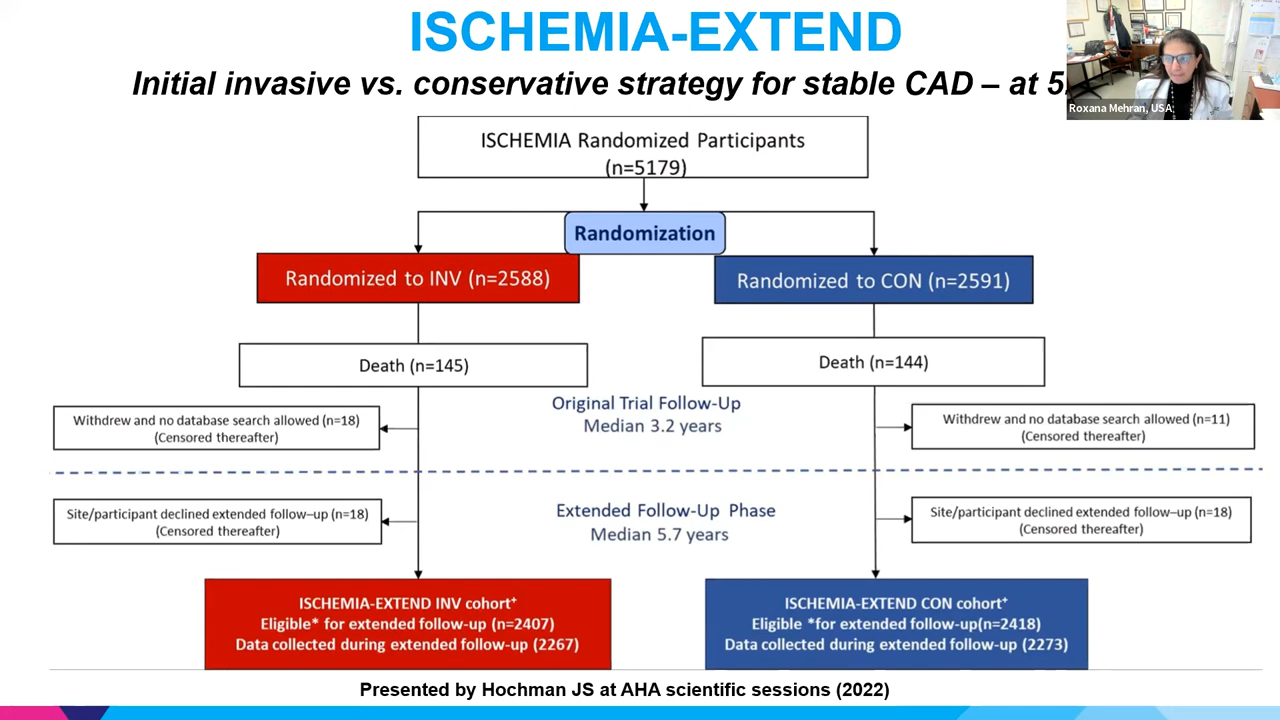 ISCHEMIA-EXTEND
Initial invasive vs. conservative strategy for stable CAD – at 5
Roxana Mehran, USA
ISCHEMIA Randomized Participants
(n=5179)
Randomization
Randomized to INV (n=2588)
Randomized to CON (n=2591)
Death (n=145)
Death (n=144)
Original Trial Follow-Up
Median 3.2 years
Withdrew and no database search allowed (n=18)
(Censored thereafter)
Withdrew and no database search allowed (n=11)
(Censored thereafter)
Extended Follow-Up Phase
Median 5.7 years
Site/participant declined extended follow–up (n=18)
(Censored thereafter)
Site/participant declined extended follow–up (n=18)
(Censored thereafter)
ISCHEMIA-EXTEND INV cohort⁺
Eligible* for extended follow-up (n=2407)
Data collected during extended follow-up (2267)
ISCHEMIA-EXTEND CON cohort⁺
Eligible *for extended follow-up(n=2418)
Data collected during extended follow-up (2273)
Presented by Hochman JS at AHA scientific sessions (2022)